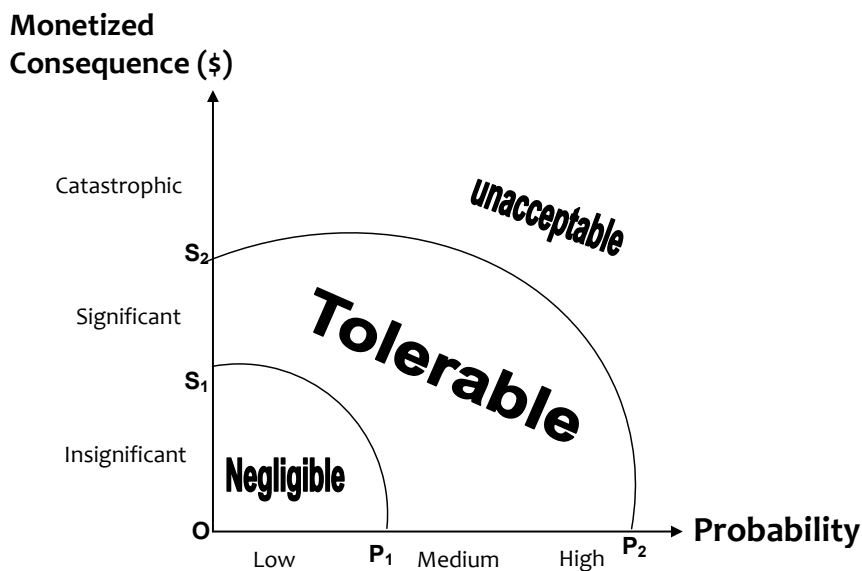 Monetized
Consequence ($)
Catastrophic
unacceptable
S2
Significant
Tolerable
S1
Insignificant
Negligible
O
Probability
Low
P1
Medium
High
P2